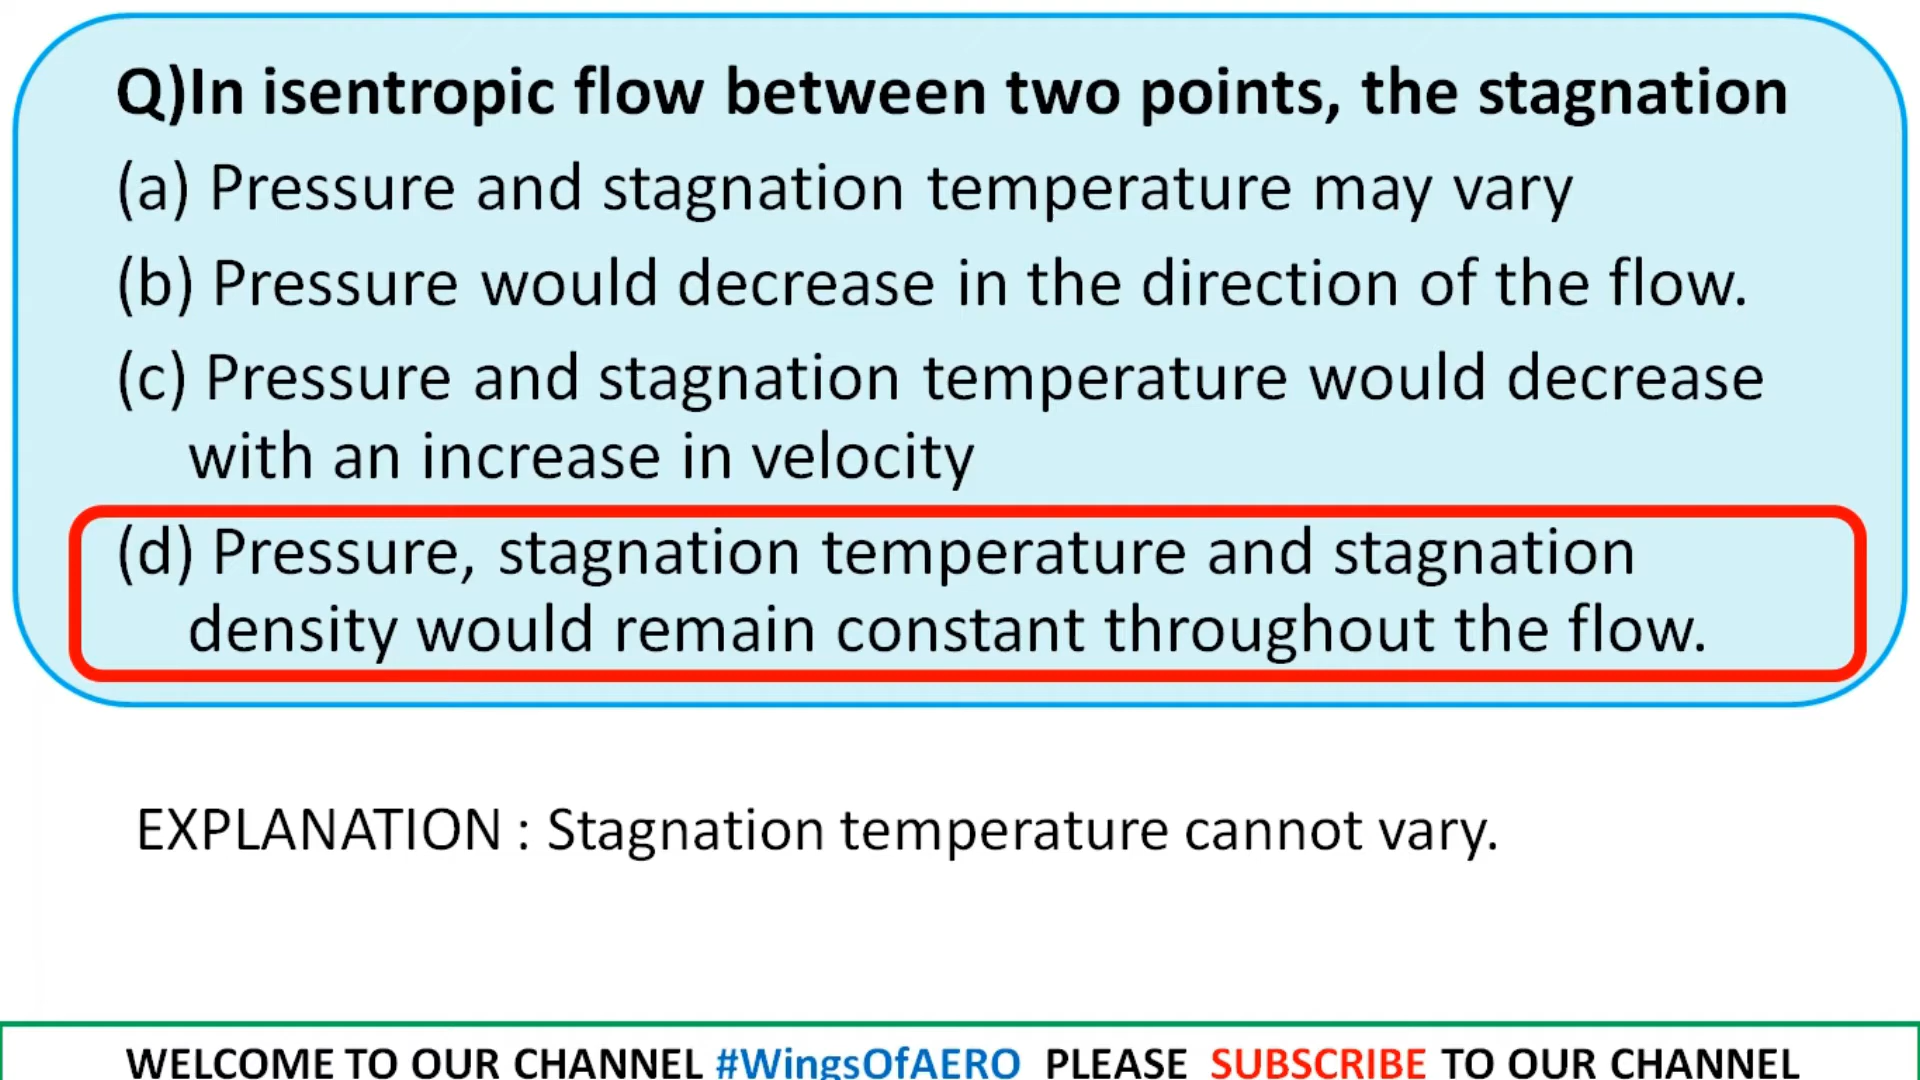 Q)In isentropic flow between two points, the stagnation
(a) Pressure and stagnation temperature may vary
(b) Pressure would decrease in the direction of the flow.
(c) Pressure and stagnation temperature would decrease
with an increase in velocity
(d) Pressure, stagnation temperature and stagnation
density would remain constant throughout the flow.
EXPLANATION : Stagnation temperature cannot vary.
WELCOME TO OUR CHANNEL #WingsOfAERO PLEASE SUBSCRIBE TO OUR CHANNEL